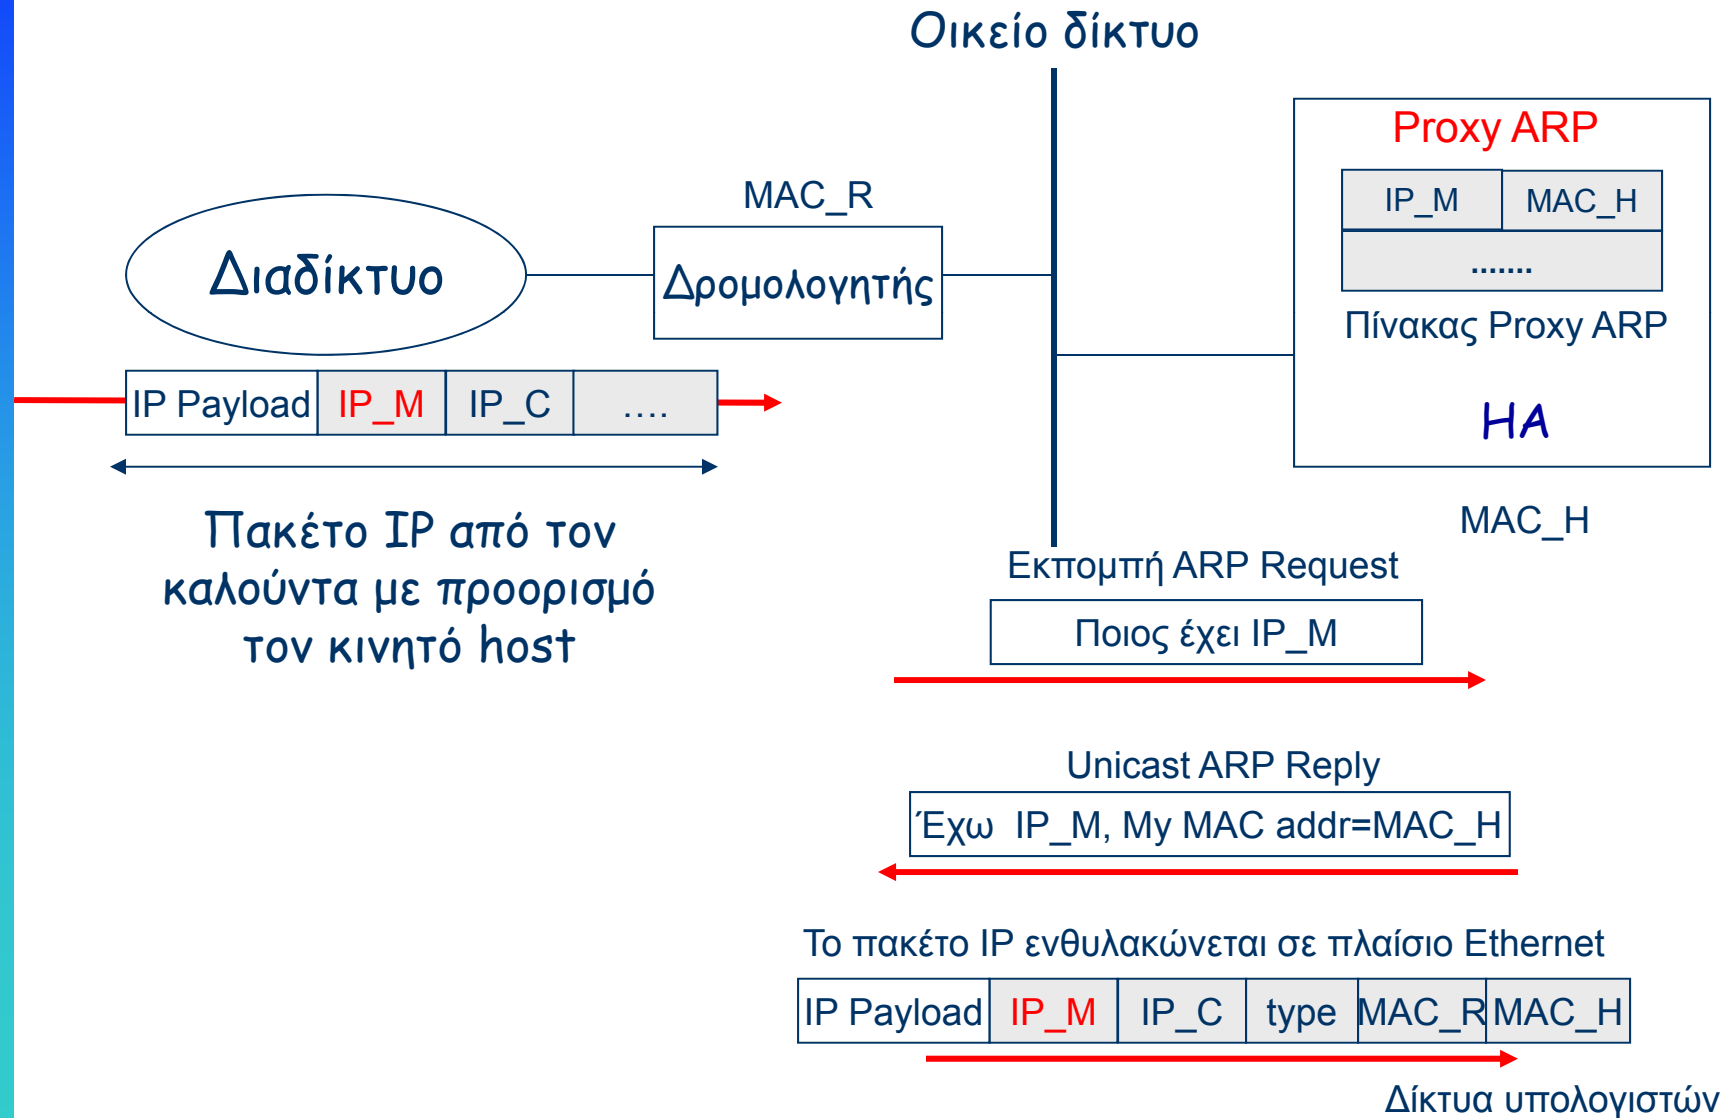 Οικείο δίκτυο
Proxy ARP
IP_M MAC_H
.......
Πίνακας Proxy ARP
HA
MAC_H
MAC_R
Διαδίκτυο
Δρομολογητής
IP Payload IP_M IP_C ....
Πακέτο IP από τον
καλούντα με προορισμό
τον κινητό host
Εκπομπή ARP Request
Ποιος έχει IP_M
Unicast ARP Reply
Έχω IP_M, My MAC addr=MAC_H
Το πακέτο IP ενθυλακώνεται σε πλαίσιο Ethernet
IP Payload IP_M IP_C type MAC_R MAC_H
Δίκτυα υπολογιστών